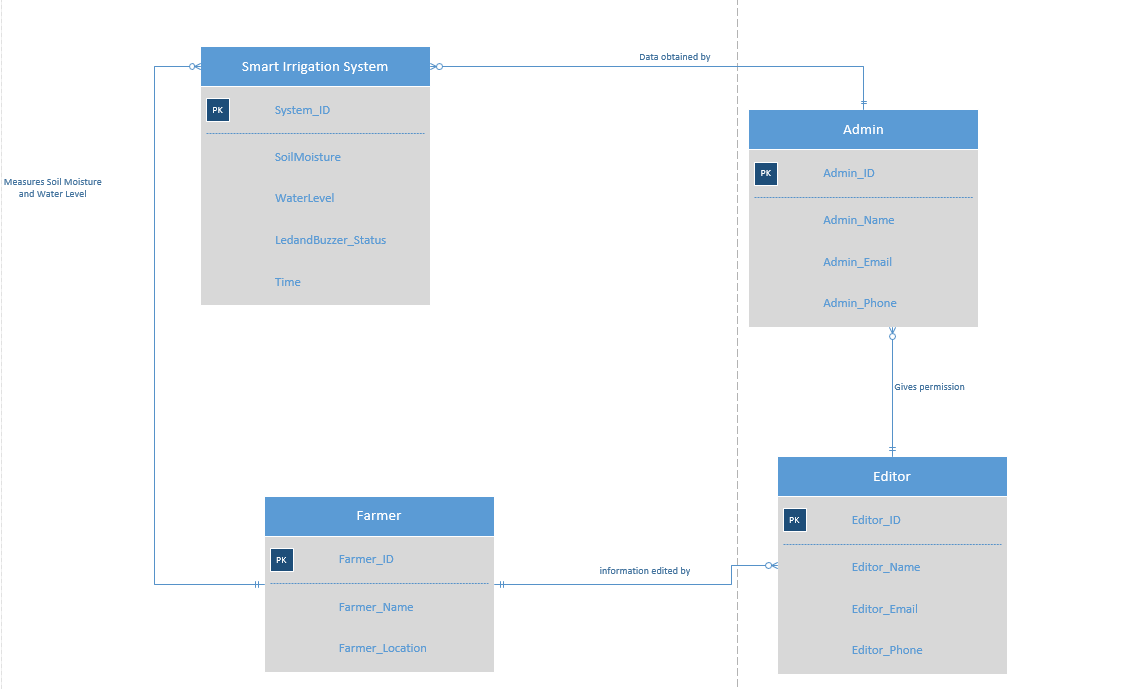 Data obtained by
Smart Irrigation System
PK
System_ID
SoilMoisture
WaterLevel
LedandBuzzer_Status
Time
Measures Soil Moisture
and Water Level
Admin
PK
Admin_ID
Admin_Name
Admin_Email
Admin_Phone
Gives permission
Farmer
PK
Farmer_ID
Farmer_Name
Farmer_Location
information edited by
Editor
PK
Editor_ID
Editor_Name
Editor_Email
Editor_Phone